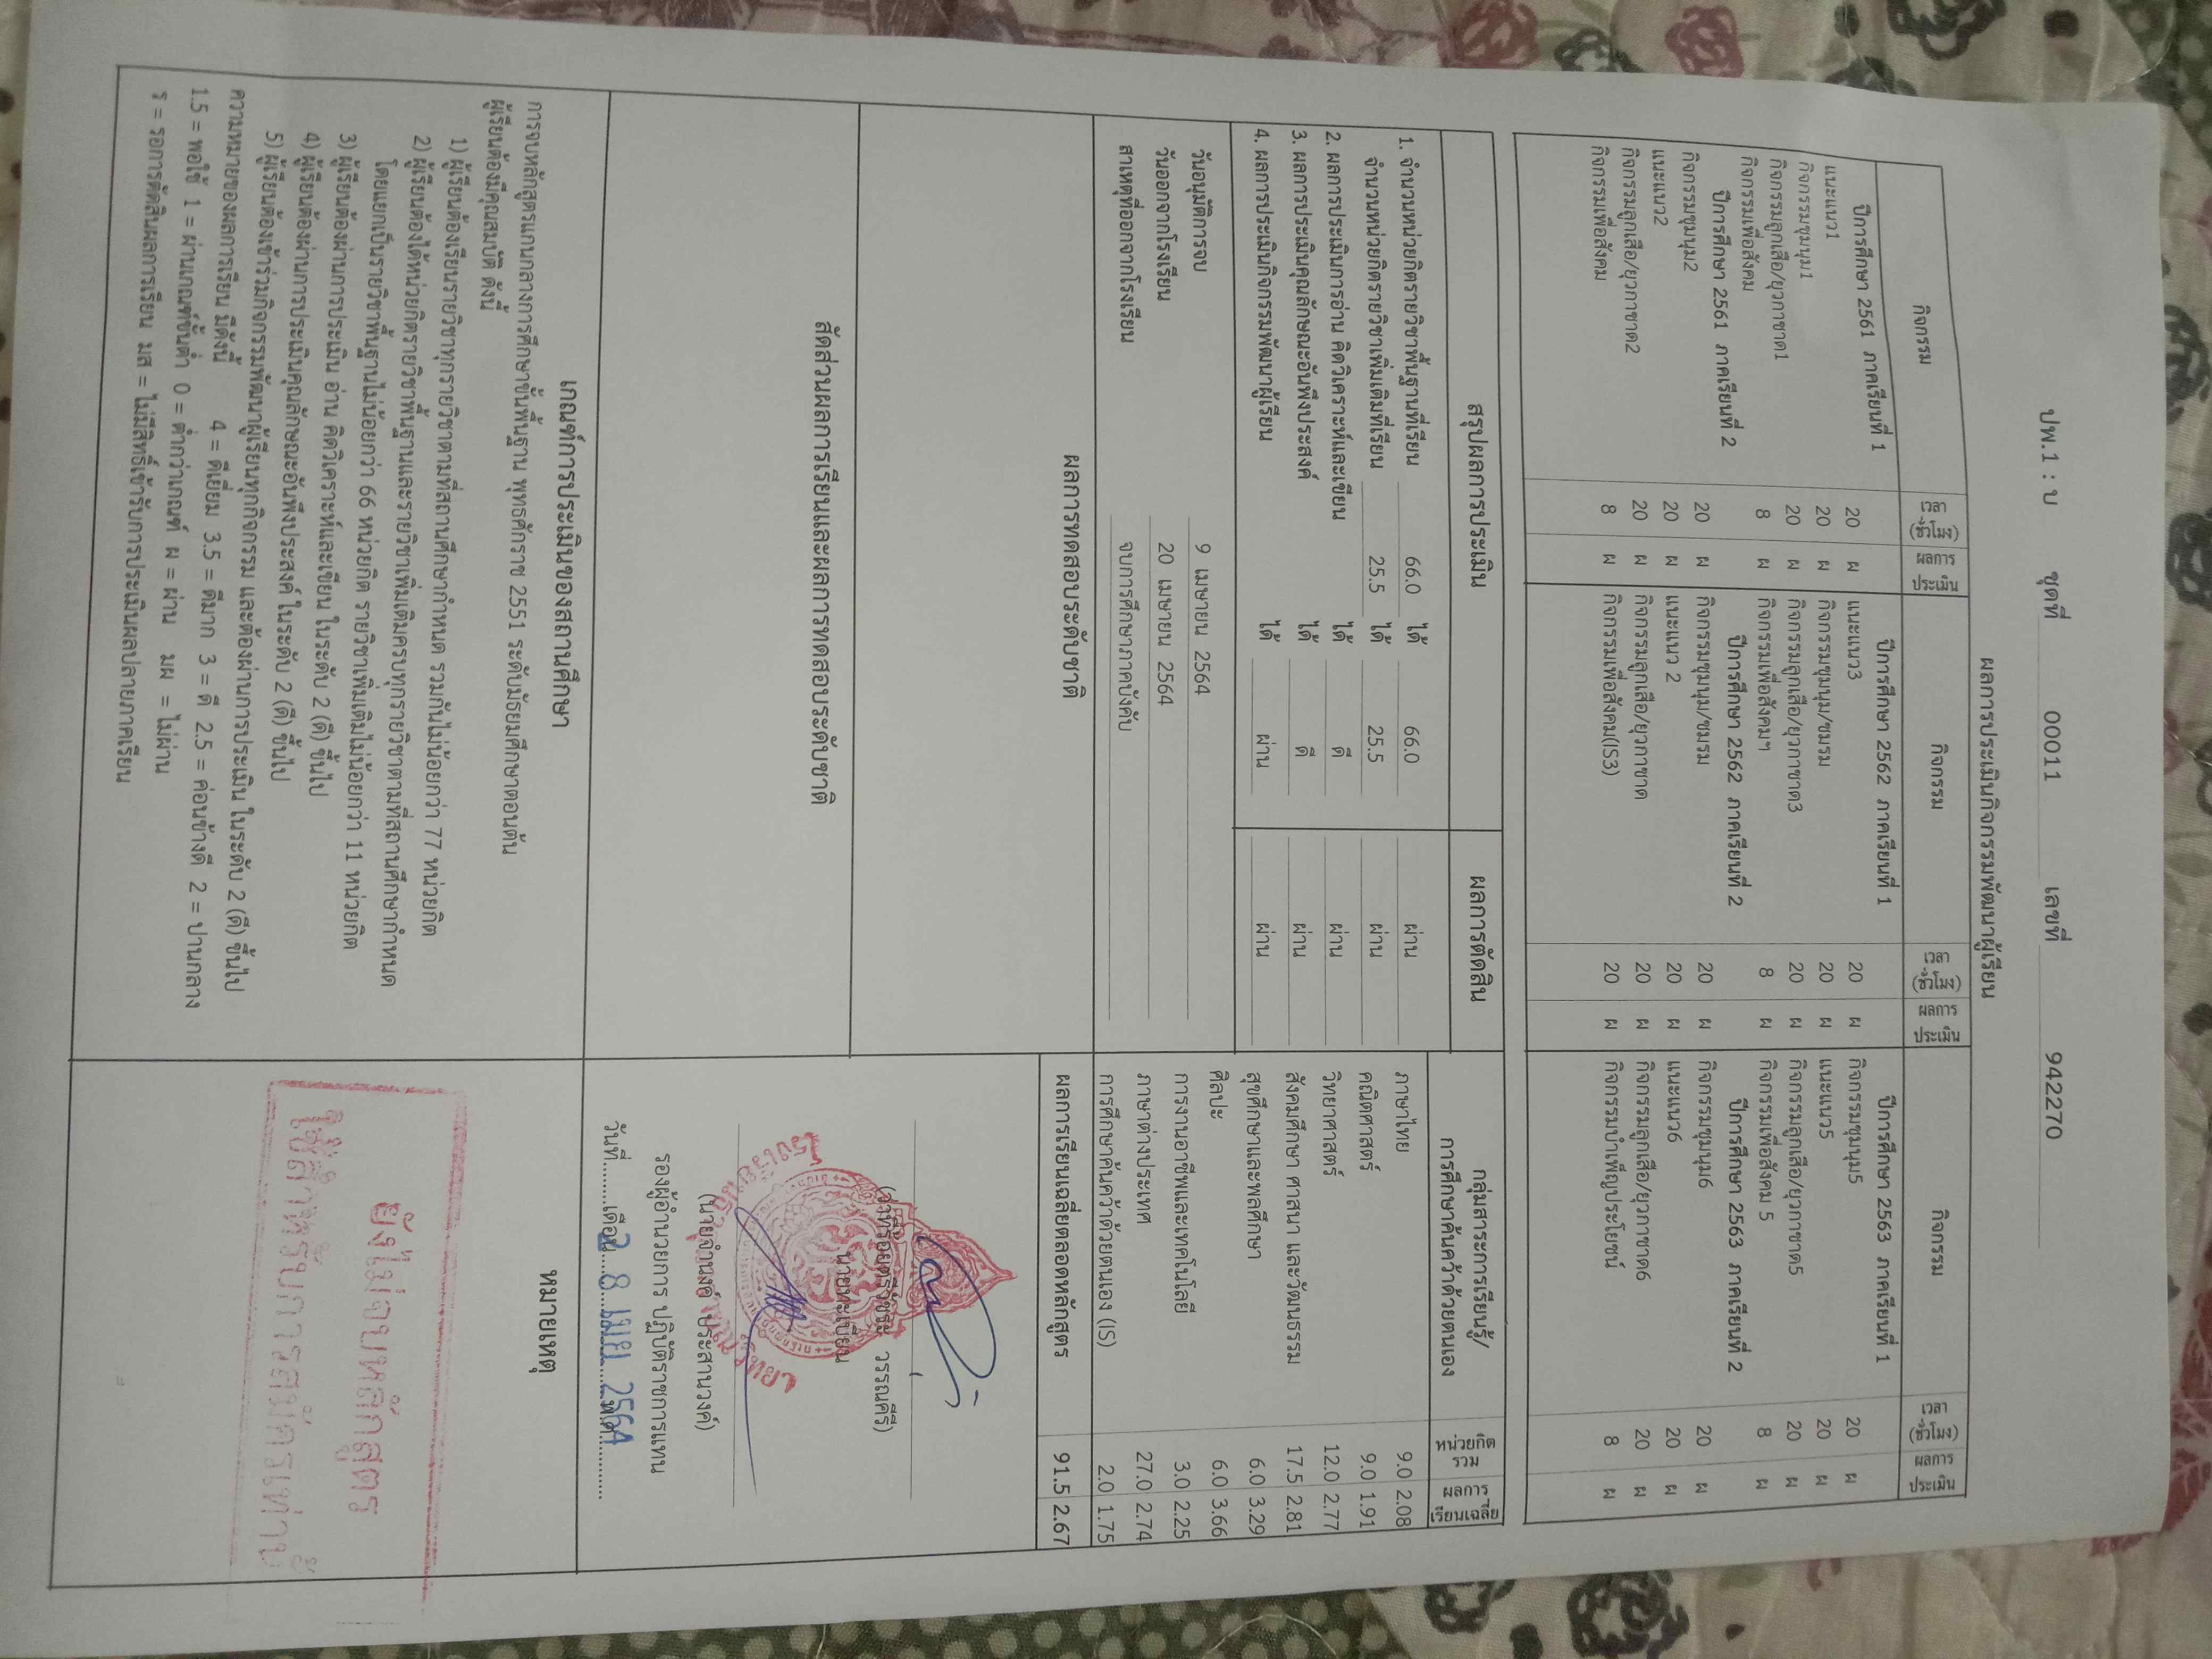 ปพ.1 : บ ชุดที่ 00011 เลขที่ 942270
ผลการประเมินกิจกรรมพัฒนาผู้เรียน
กิจกรรม เวลา (ชั่วโมง) ผลการประเมิน กิจกรรม เวลา (ชั่วโมง) ผลการประเมิน กิจกรรม เวลา (ชั่วโมง) ผลการประเมิน
ปีการศึกษา 2561 ภาคเรียนที่ 1 ปีการศึกษา 2562 ภาคเรียนที่ 1 ปีการศึกษา 2563 ภาคเรียนที่ 1
แนะแนว1 20 ผ แนะแนว3 20 ผ กิจกรรมชุมนุม5 20 ผ
กิจกรรมชุมนุม1 20 ผ กิจกรรมชุมนุม/ชมรม 20 ผ แนะแนว5 20 ผ
กิจกรรมลูกเสือ/ยุวกาชาด1 20 ผ กิจกรรมลูกเสือ/ยุวกาชาด3 20 ผ กิจกรรมลูกเสือ/ยุวกาชาด5 20 ผ
กิจกรรมเพื่อสังคม 8 ผ กิจกรรมเพื่อสังคมฯ 8 ผ กิจกรรมเพื่อสังคม 5 8 ผ
ปีการศึกษา 2561 ภาคเรียนที่ 2 ปีการศึกษา 2562 ภาคเรียนที่ 2 ปีการศึกษา 2563 ภาคเรียนที่ 2
กิจกรรมชุมนุม2 20 ผ กิจกรรมชุมนุม/ชมรม 20 ผ กิจกรรมชุมนุม6 20 ผ
แนะแนว2 20 ผ แนะแนว 2 20 ผ แนะแนว6 20 ผ
กิจกรรมลูกเสือ/ยุวกาชาด2 20 ผ กิจกรรมลูกเสือ/ยุวกาชาด 20 ผ กิจกรรมลูกเสือ/ยุวกาชาด6 20 ผ
กิจกรรมเพื่อสังคม 8 ผ กิจกรรมเพื่อสังคม(IS3) 20 ผ กิจกรรมบำเพ็ญประโยชน์ 8 ผ
สรุปผลการประเมิน ผลการตัดสิน
1. จำนวนหน่วยกิตรายวิชาพื้นฐานที่เรียน 66.0 ได้ 66.0 ผ่าน
จำนวนหน่วยกิตรายวิชาเพิ่มเติมที่เรียน 25.5 ได้ 25.5 ผ่าน
2. ผลการประเมินการอ่าน คิดวิเคราะห์และเขียน ได้ ดี ผ่าน
3. ผลการประเมินคุณลักษณะอันพึงประสงค์ ได้ ดี ผ่าน
4. ผลการประเมินกิจกรรมพัฒนาผู้เรียน ได้ ผ่าน ผ่าน
วันอนุมัติการจบ 9 เมษายน 2564
วันออกจากโรงเรียน 20 เมษายน 2564
สาเหตุที่ออกจากโรงเรียน จบการศึกษาภาคบังคับ
ผลการทดสอบระดับชาติ
สัดส่วนผลการเรียนและผลการทดสอบระดับชาติ
กลุ่มสาระการเรียนรู้/
การศึกษาค้นคว้าด้วยตนเอง หน่วยกิตรวม ผลการเรียนเฉลี่ย
ภาษาไทย 9.0 2.08
คณิตศาสตร์ 9.0 1.91
วิทยาศาสตร์ 12.0 2.77
สังคมศึกษา ศาสนา และวัฒนธรรม 17.5 2.81
สุขศึกษาและพลศึกษา 6.0 3.29
ศิลปะ 6.0 3.66
การงานอาชีพและเทคโนโลยี 3.0 2.25
ภาษาต่างประเทศ 27.0 2.74
การศึกษาค้นคว้าด้วยตนเอง (IS) 2.0 1.75
ผลการเรียนเฉลี่ยตลอดหลักสูตร 91.5 2.67
(ว่าที่ร้อยตรีวัชระ วรรณคีรี)
นายทะเบียน
(นายจำนงค์ ประสานวงค์)
รองผู้อำนวยการ ปฏิบัติราชการแทน
วันที่..........เดือน..........พ.ศ...........
2 8 เม.ย. 2564
เกณฑ์การประเมินของสถานศึกษา
การจบหลักสูตรแกนกลางการศึกษาขั้นพื้นฐาน พุทธศักราช 2551 ระดับมัธยมศึกษาตอนต้น
ผู้เรียนต้องมีคุณสมบัติ ดังนี้
1) ผู้เรียนต้องเรียนรายวิชาทุกรายวิชาตามที่สถานศึกษากำหนด รวมกันไม่น้อยกว่า 77 หน่วยกิต
2) ผู้เรียนต้องได้หน่วยกิตรายวิชาพื้นฐานและรายวิชาเพิ่มเติมครบทุกรายวิชาตามที่สถานศึกษากำหนด
โดยแยกเป็นรายวิชาพื้นฐานไม่น้อยกว่า 66 หน่วยกิต รายวิชาเพิ่มเติมไม่น้อยกว่า 11 หน่วยกิต
3) ผู้เรียนต้องผ่านการประเมิน อ่าน คิดวิเคราะห์และเขียน ในระดับ 2 (ดี) ขึ้นไป
4) ผู้เรียนต้องผ่านการประเมินคุณลักษณะอันพึงประสงค์ ในระดับ 2 (ดี) ขึ้นไป
5) ผู้เรียนต้องเข้าร่วมกิจกรรมพัฒนาผู้เรียนทุกกิจกรรม และต้องผ่านการประเมิน ในระดับ 2 (ดี) ขึ้นไป
ความหมายของผลการเรียน มีดังนี้ 4 = ดีเยี่ยม 3.5 = ดีมาก 3 = ดี 2.5 = ค่อนข้างดี 2 = ปานกลาง
1.5 = พอใช้ 1 = ผ่านเกณฑ์ขั้นต่ำ 0 = ต่ำกว่าเกณฑ์ ผ = ผ่าน มผ = ไม่ผ่าน
ร = รอการตัดสินผลการเรียน มส = ไม่มีสิทธิ์เข้ารับการประเมินผลปลายภาคเรียน
หมายเหตุ
ยังไม่จบหลักสูตร
ใช้สำหรับการสมัครเท่านั้น